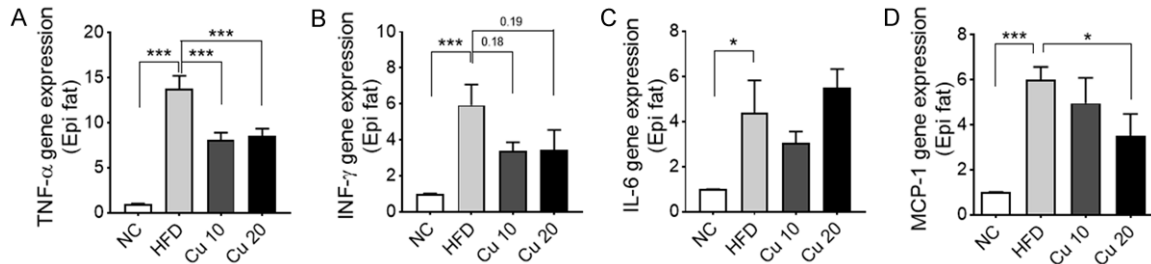 A
TNF-α gene expression
(Epi fat)
20
15
10
5
0
***
***
***
NC
HFD
Cu 10
Cu 20
B
INF-γ gene expression
(Epi fat)
8
6
4
2
0
0.19
***
0.18
NC
HFD
Cu 10
Cu 20
C
IL-6 gene expression
(Epi fat)
8
6
4
2
0
*
NC
HFD
Cu 10
Cu 20
D
MCP-1 gene expression
(Epi fat)
8
6
4
2
0
***
*
NC
HFD
Cu 10
Cu 20